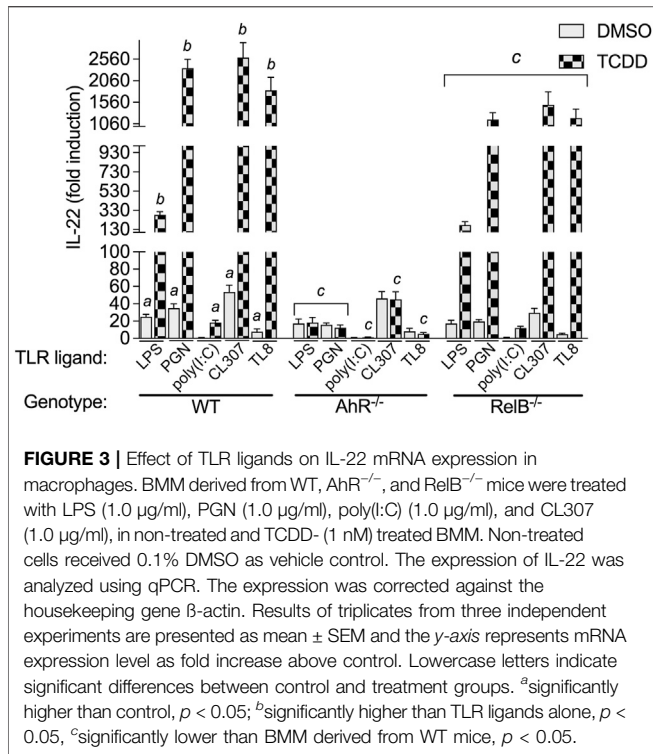 DMSO
TCDD
IL-22 (fold induction)
2560
2060
1560
1060
930
730
530
330
130
100
80
60
40
20
0
b
b
b
b
a
a
a
a
a
c
c
c
c
c
TLR ligand:
LPS
PGN
poly(I:C)
CL307
TL8
LPS
PGN
poly(I:C)
CL307
TL8
LPS
PGN
poly(I:C)
CL307
TL8
Genotype:
WT
AhR-/-
RelB-/-
FIGURE 3 | Effect of TLR ligands on IL-22 mRNA expression in
macrophages. BMM derived from WT, AhR−/−, and RelB−/− mice were treated
with LPS (1.0 µg/ml), PGN (1.0 µg/ml), poly(I:C) (1.0 µg/ml), and CL307
(1.0 µg/ml), in non-treated and TCDD- (1 nM) treated BMM. Non-treated
cells received 0.1% DMSO as vehicle control. The expression of IL-22 was
analyzed using qPCR. The expression was corrected against the
housekeeping gene ß-actin. Results of triplicates from three independent
experiments are presented as mean ± SEM and the y-axis represents mRNA
expression level as fold increase above control. Lowercase letters indicate
significant differences between control and treatment groups. asignificantly
higher than control, p < 0.05; bsignificantly higher than TLR ligands alone, p <
0.05, csignificantly lower than BMM derived from WT mice, p < 0.05.